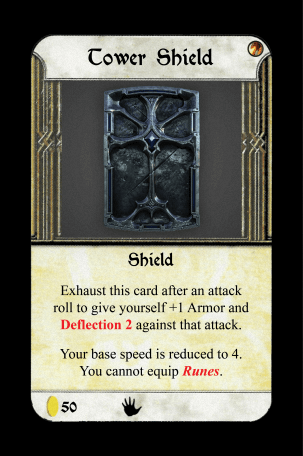 Tower Shield
Shield
Exhaust this card after an attack
roll to give yourself +1 Armor and
Deflection 2 against that attack.
Your base speed is reduced to 4.
You cannot equip Runes.
50